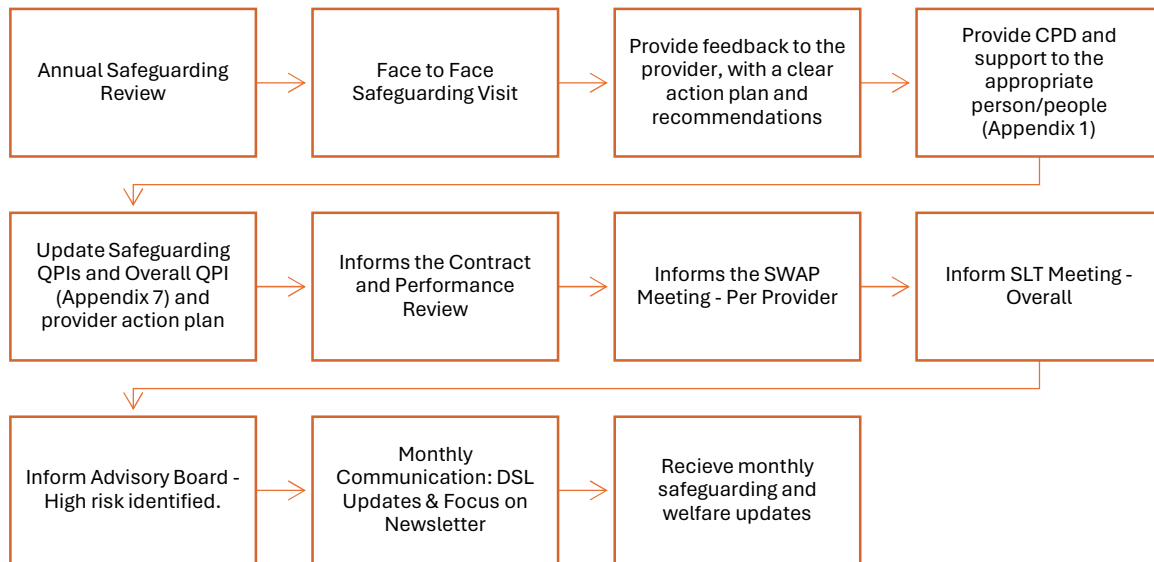 Annual Safeguarding
Review
Face to Face
Safeguarding Visit
Provide feedback to the
provider, with a clear
action plan and
recommendations
Provide CPD and
support to the
appropriate
person/people
(Appendix 1)
Update Safeguarding
QPIs and Overall QPI
(Appendix 7) and
provider action plan
Informs the Contract
and Performance
Review
Informs the SWAP
Meeting - Per Provider
Inform SLT Meeting -
Overall
Inform Advisory Board -
High risk identified.
Monthly
Communication: DSL
Updates & Focus on
Newsletter
Recieve monthly
safeguarding and
welfare updates